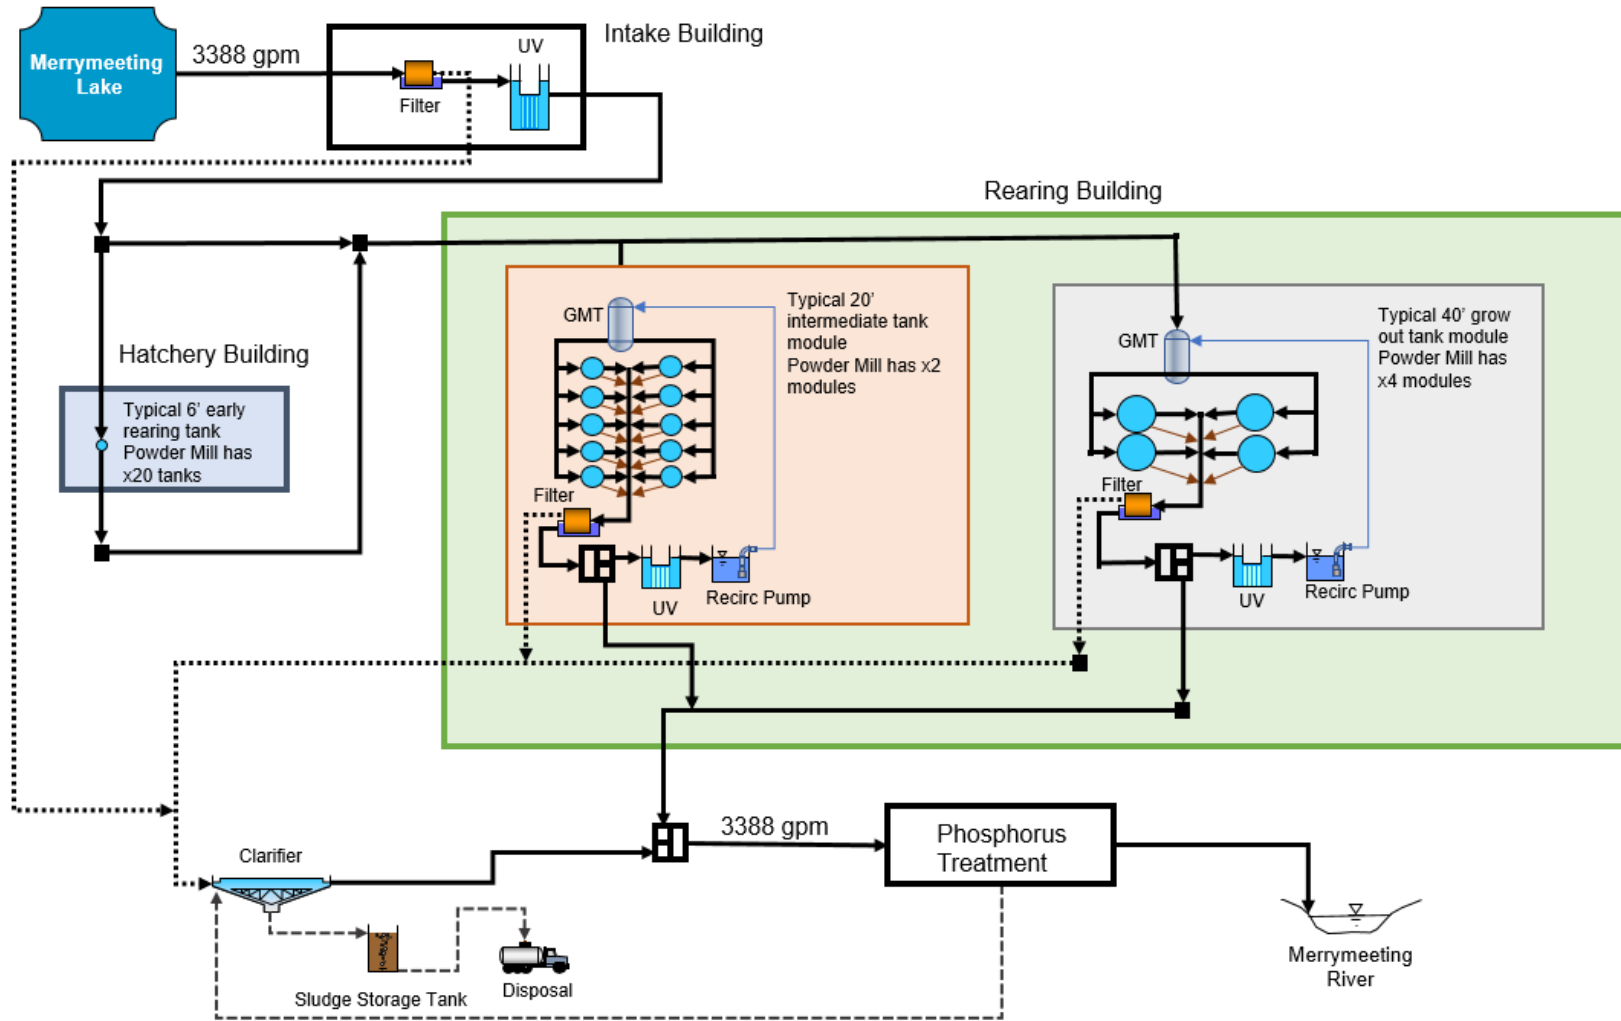 Merrymeeting
Lake
3388 gpm
Filter
UV
Intake Building
Rearing Building
Hatchery Building
Typical 6' early
rearing tank
Powder Mill has
x20 tanks
GMT
Typical 20'
intermediate tank
module
Powder Mill has x2
modules
Filter
UV
Recirc Pump
GMT
Typical 40' grow
out tank module
Powder Mill has
x4 modules
Filter
UV
Recirc Pump
Clarifier
Sludge Storage Tank
Disposal
3388 gpm
Phosphorus
Treatment
Merrymeeting
River